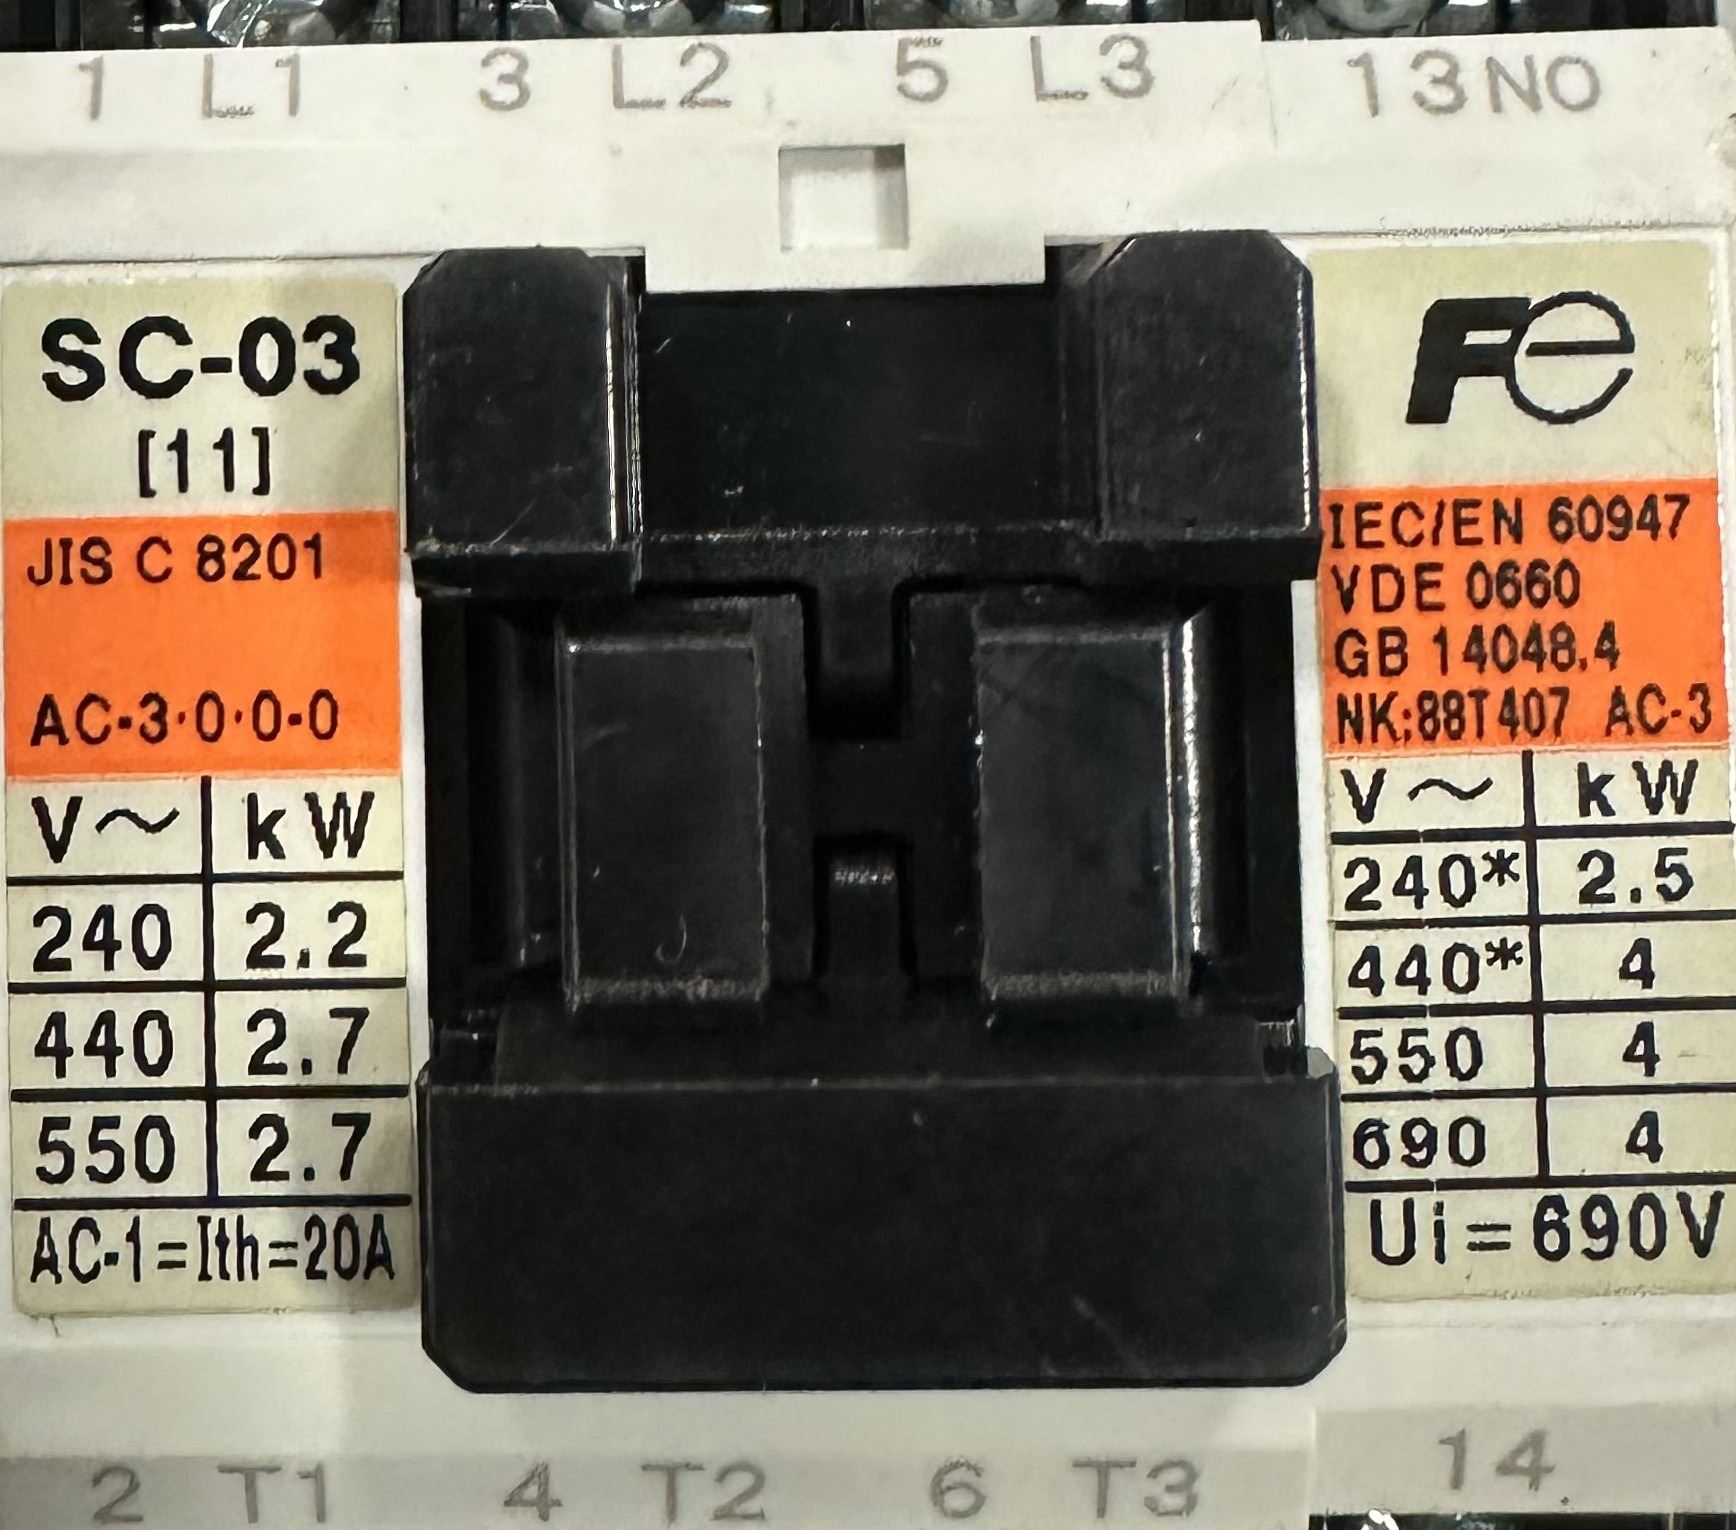 1 L1 3 L2 5 L3 13NO
SC-03
[11]
JIS C 8201
AC-3·0·0-0
V~ kW
240 2.2
440 2.7
550 2.7
AC-1=Ith=20A
Fe
IEC/EN 60947
VDE 0660
GB 14048.4
NK:88T407 AC-3
V~ kW
240* 2.5
440* 4
550 4
690 4
Ui=690V
2 T1 4 T2 6 T3 14